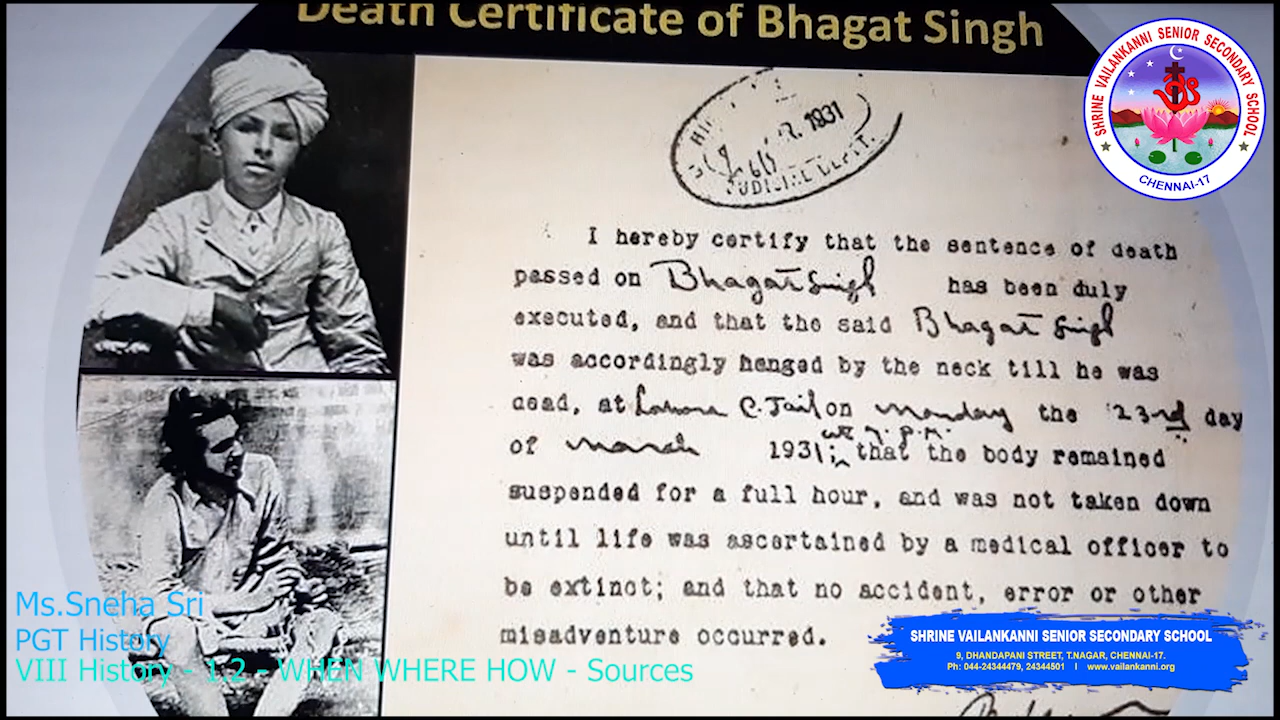 Death Certificate of Bhagat Singh
SHRINE VAILANKANNI SENIOR SECONDARY SCHOOL
CHENNAI-17
1931
JUDICIAL DEPTT.
I hereby certify that the sentence of death
passed on Bhagat Singh has been duly
executed, and that the said Bhagat Singh
was accordingly hanged by the neck till he was
dead, at Lahore C. Jail on Monday the 23rd day
at 7. P.M.
of March 1931; that the body remained
suspended for a full hour, and was not taken down
until life was ascertained by a medical officer to
be extinct; and that no accident, error or other
misadventure occurred.
Ms.Sneha Sri
PGT History
VIII History - 1.2 - WHEN WHERE HOW - Sources
SHRINE VAILANKANNI SENIOR SECONDARY SCHOOL
9, DHANDAPANI STREET, T.NAGAR, CHENNAI-17.
Ph: 044-24344479, 24344501 I www.vailankanni.org